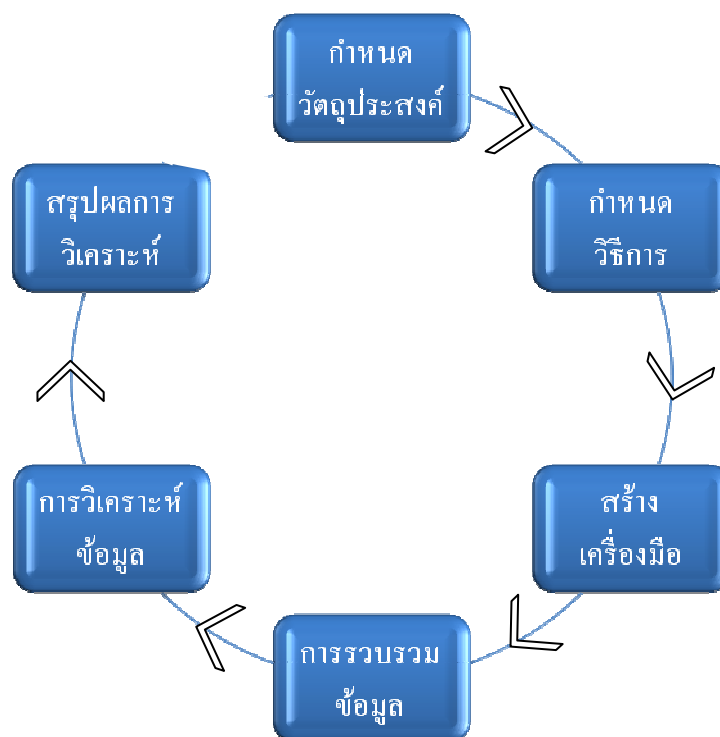 กำหนด
วัตถุประสงค์
กำหนด
วิธีการ
สร้าง
เครื่องมือ
การรวบรวม
ข้อมูล
การวิเคราะห์
ข้อมูล
สรุปผลการ
วิเคราะห์